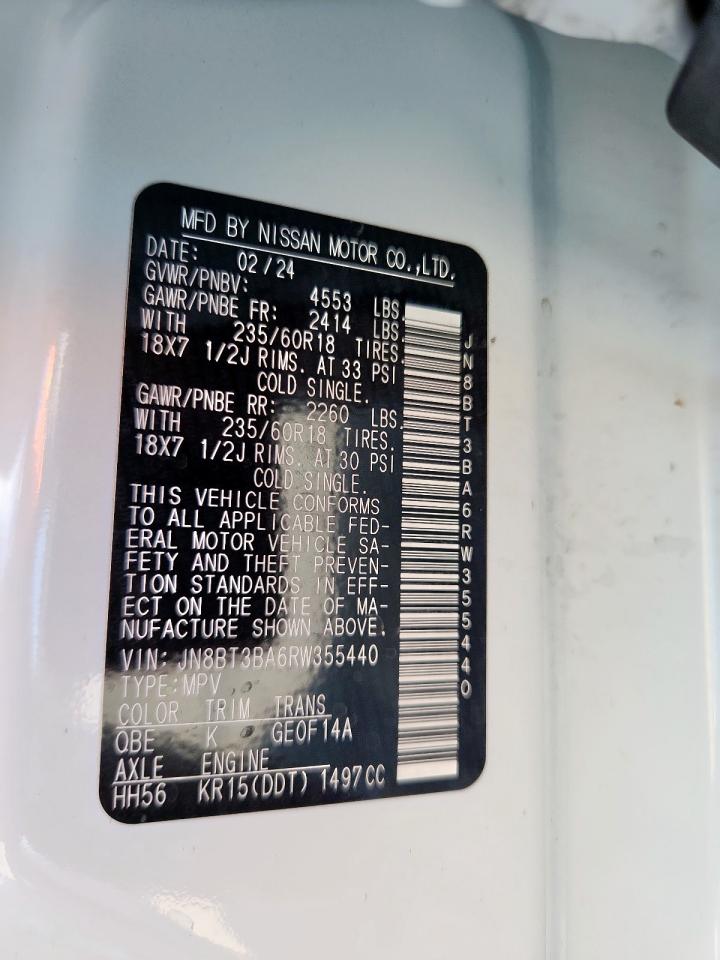 MFD BY NISSAN MOTOR CO.,LTD.
DATE: 02/24
GVWR/PNBV: 4553 LBS.
GAWR/PNBE FR: 2414 LBS.
WITH 235/60R18 TIRES.
18X7 1/2J RIMS. AT 33 PSI
COLD SINGLE.
GAWR/PNBE RR: 2260 LBS.
WITH 235/60R18 TIRES.
18X7 1/2J RIMS. AT 30 PSI
COLD SINGLE.
THIS VEHICLE CONFORMS
TO ALL APPLICABLE FED-
ERAL MOTOR VEHICLE SA-
FETY AND THEFT PREVEN-
TION STANDARDS IN EFF-
ECT ON THE DATE OF MA-
NUFACTURE SHOWN ABOVE.
VIN: JN8BT3BA6RW355440
TYPE:MPV
COLOR TRIM TRANS
QBE K GE0F14A
AXLE ENGINE
HH56 KR15(DDT) 1497CC
JN8BT3BA6RW355440